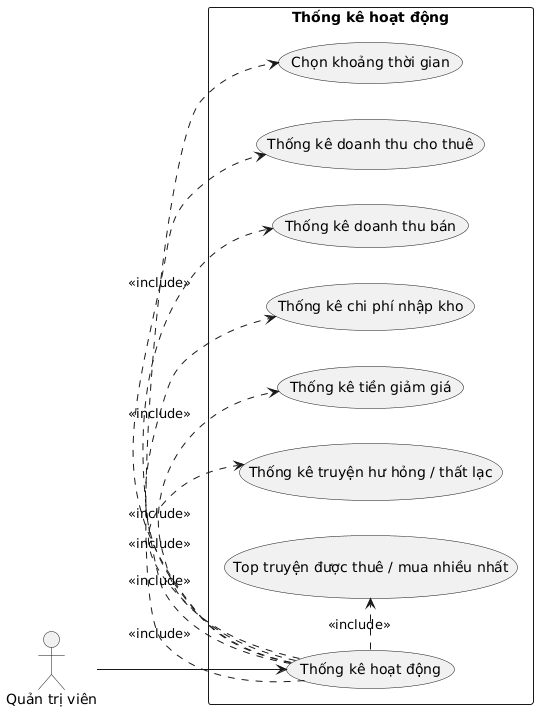 Thống kê hoạt động
Chọn khoảng thời gian
Thống kê doanh thu cho thuê
Thống kê doanh thu bán
«include»
Thống kê chi phí nhập kho
Thống kê tiền giảm giá
«include»
Thống kê truyện hư hỏng / thất lạc
«include»
«include»
Top truyện được thuê / mua nhiều nhất
«include»
«include»
«include»
Thống kê hoạt động
Quản trị viên